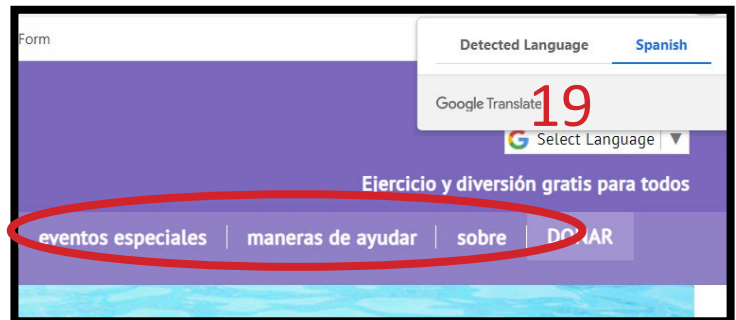 Form
Detected Language Spanish
Google Translate
19
Select Language ▼
Ejercicio y diversión gratis para todos
eventos especiales | maneras de ayudar | sobre | DONAR